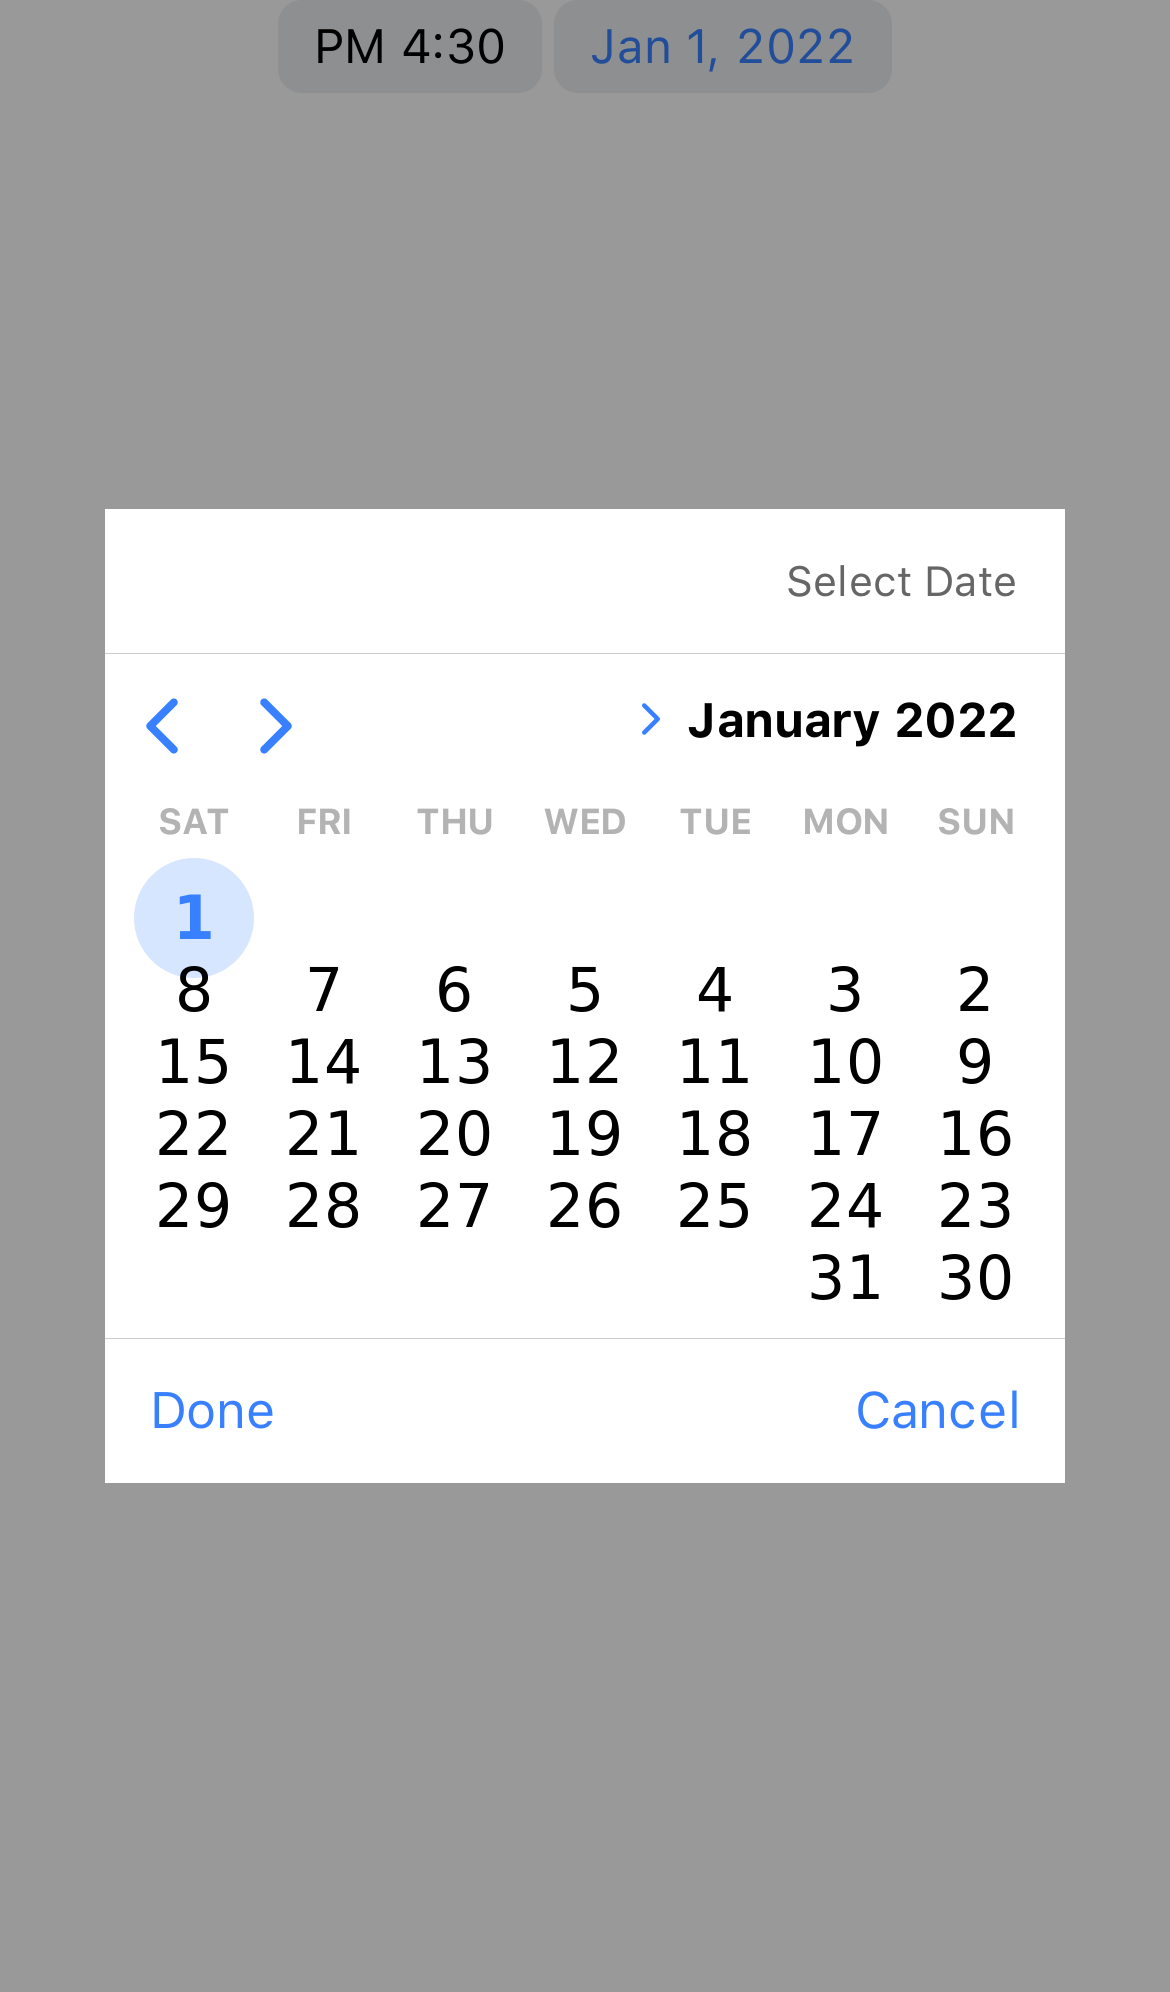 PM 4:30 Jan 1, 2022
Select Date
January 2022
SAT FRI THU WED TUE MON SUN
1
8 7 6 5 4 3 2
15 14 13 12 11 10 9
22 21 20 19 18 17 16
29 28 27 26 25 24 23
31 30
Done Cancel